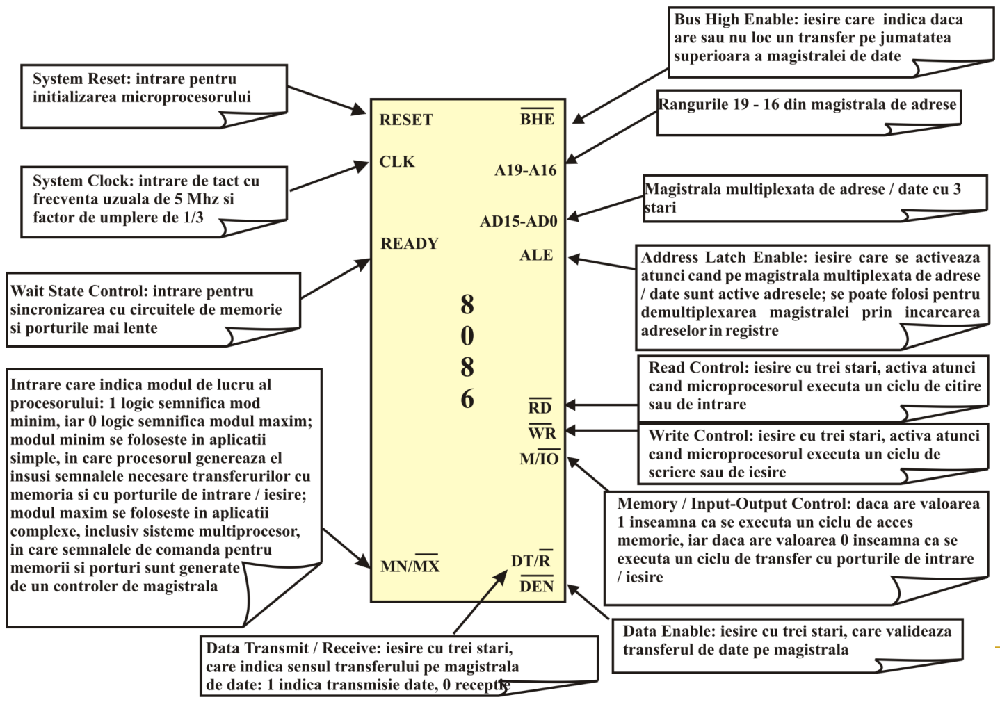 Bus High Enable: iesire care indica daca
are sau nu loc un transfer pe jumatatea
superioara a magistralei de date
System Reset: intrare pentru
initializarea microprocesorului
Rangurile 19 - 16 din magistrala de adrese
System Clock: intrare de tact cu
frecventa uzuala de 5 Mhz si
factor de umplere de 1/3
Magistrala multiplexata de adrese / date cu 3
stari
Wait State Control: intrare pentru
sincronizarea cu circuitele de memorie
si porturile mai lente
Address Latch Enable: iesire care se activeaza
atunci cand pe magistrala multiplexata de adrese
/ date sunt active adresele; se poate folosi pentru
demultiplexarea magistralei prin incarcarea
adreselor in registre
Intrare care indica modul de lucru al
procesorului: 1 logic semnifica mod
minim, iar 0 logic semnifica modul maxim;
modul minim se foloseste in aplicatii
simple, in care procesorul genereaza el
insusi semnalele necesare transferurilor cu
memoria si cu porturile de intrare / iesire;
modul maxim se foloseste in aplicatii
complexe, inclusiv sisteme multiprocesor,
in care semnalele de comanda pentru
memorii si porturi sunt generate
de un controler de magistrala
Read Control: iesire cu trei stari, activa atunci
cand microprocesorul executa un ciclu de citire
sau de intrare
Write Control: iesire cu trei stari, activa atunci
cand microprocesorul executa un ciclu de
scriere sau de iesire
Memory / Input-Output Control: daca are valoarea
1 inseamna ca se executa un ciclu de acces
memorie, iar daca are valoarea 0 inseamna ca se
executa un ciclu de transfer cu porturile de intrare
/ iesire
Data Enable: iesire cu trei stari, care valideaza
transferul de date pe magistrala
Data Transmit / Receive: iesire cu trei stari,
care indica sensul transferului pe magistrala
de date: 1 indica transmisie date, 0 receptie
RESET
CLK
READY
MN/M̅X̅
8
0
8
6
B̅H̅E̅
A19-A16
AD15-AD0
ALE
R̅D̅
W̅R̅
M/I̅O̅
DT/R̅
D̅E̅N̅